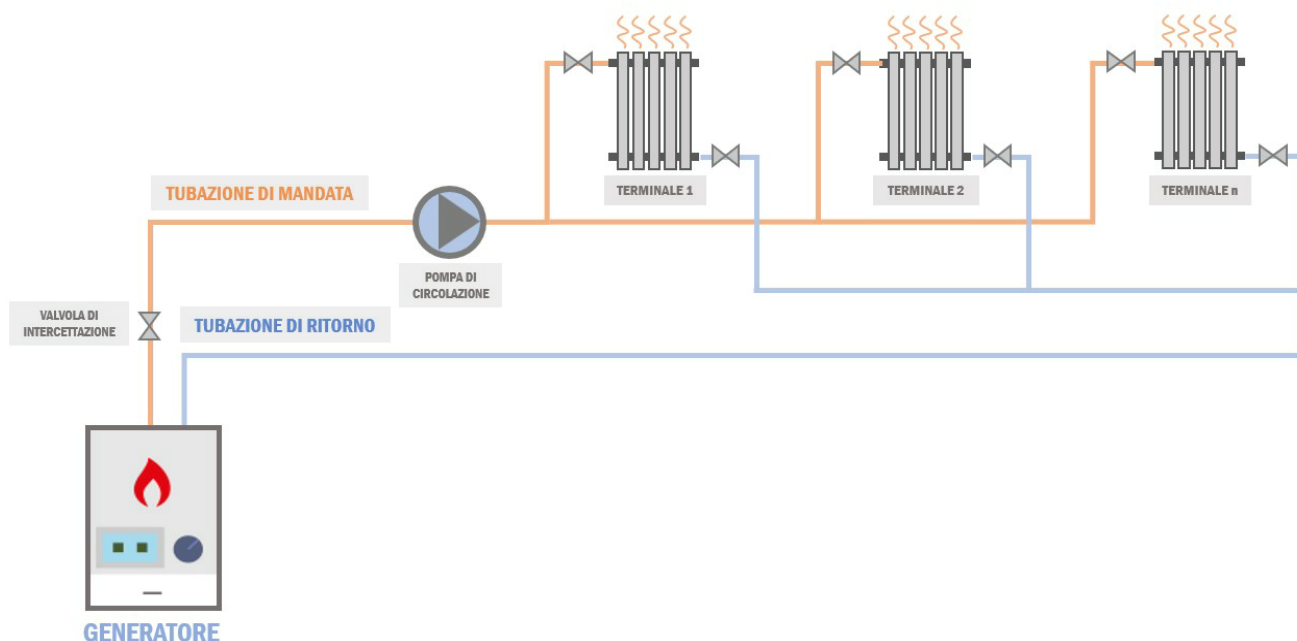 TERMINALE 1
TERMINALE 2
TERMINALE n
TUBAZIONE DI MANDATA
POMPA DI
CIRCOLAZIONE
VALVOLA DI
INTERCETTAZIONE
TUBAZIONE DI RITORNO
GENERATORE